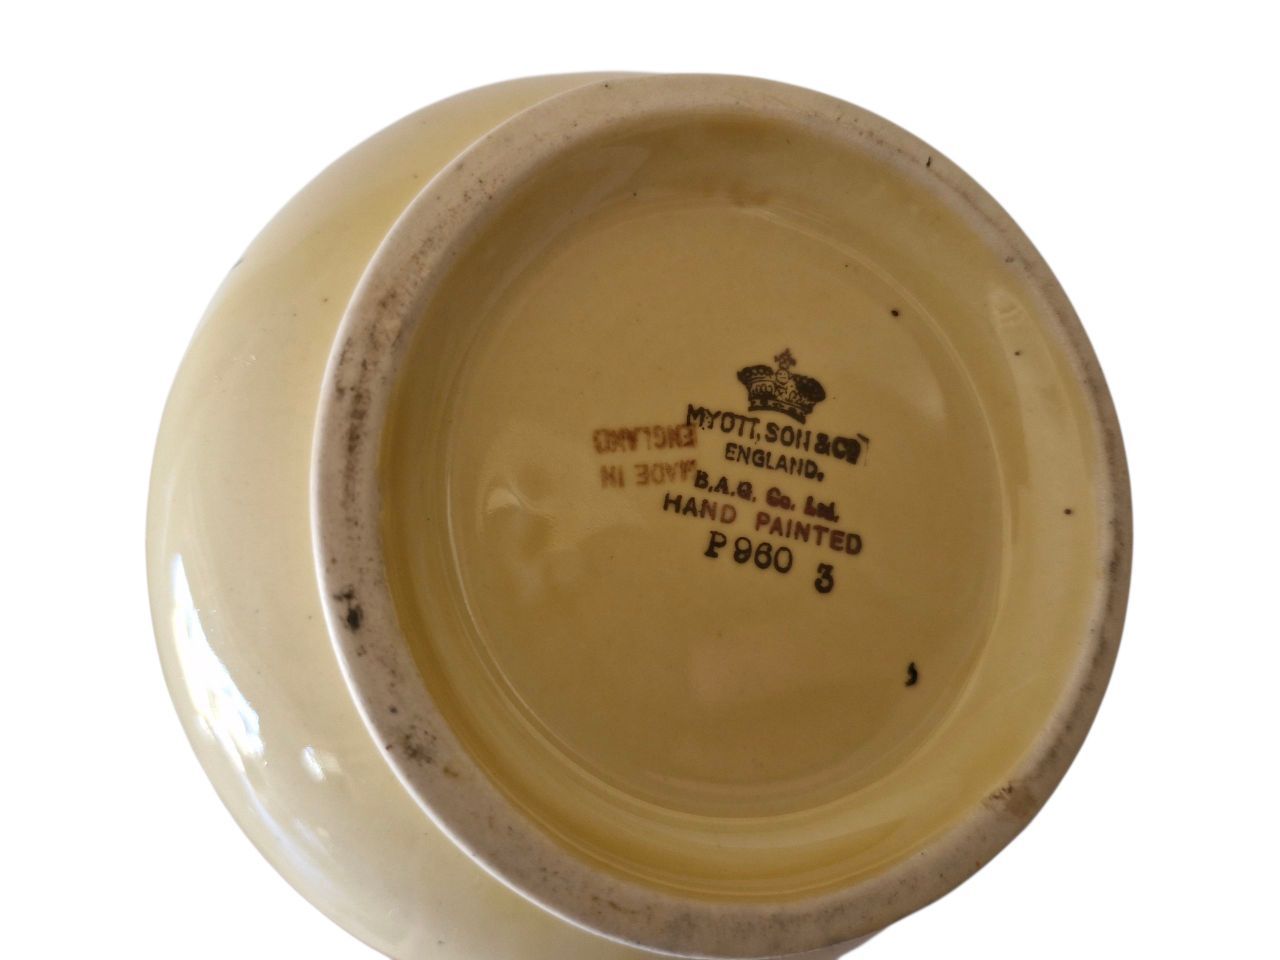 MYOTT, SON & Co
ENGLAND.
MADE IN
ENGLAND
B.A.G. Co. Ltd.
HAND PAINTED
P960 3